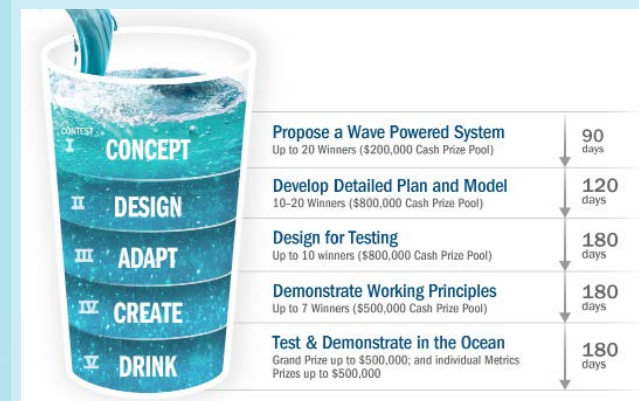 CONTEST
I CONCEPT
Propose a Wave Powered System
Up to 20 Winners ($200,000 Cash Prize Pool)
90
days
II DESIGN
Develop Detailed Plan and Model
10–20 Winners ($800,000 Cash Prize Pool)
120
days
III ADAPT
Design for Testing
Up to 10 winners ($800,000 Cash Prize Pool)
180
days
IV CREATE
Demonstrate Working Principles
Up to 7 Winners ($500,000 Cash Prize Pool)
180
days
V DRINK
Test & Demonstrate in the Ocean
Grand Prize up to $500,000; and individual Metrics
Prizes up to $500,000
180
days